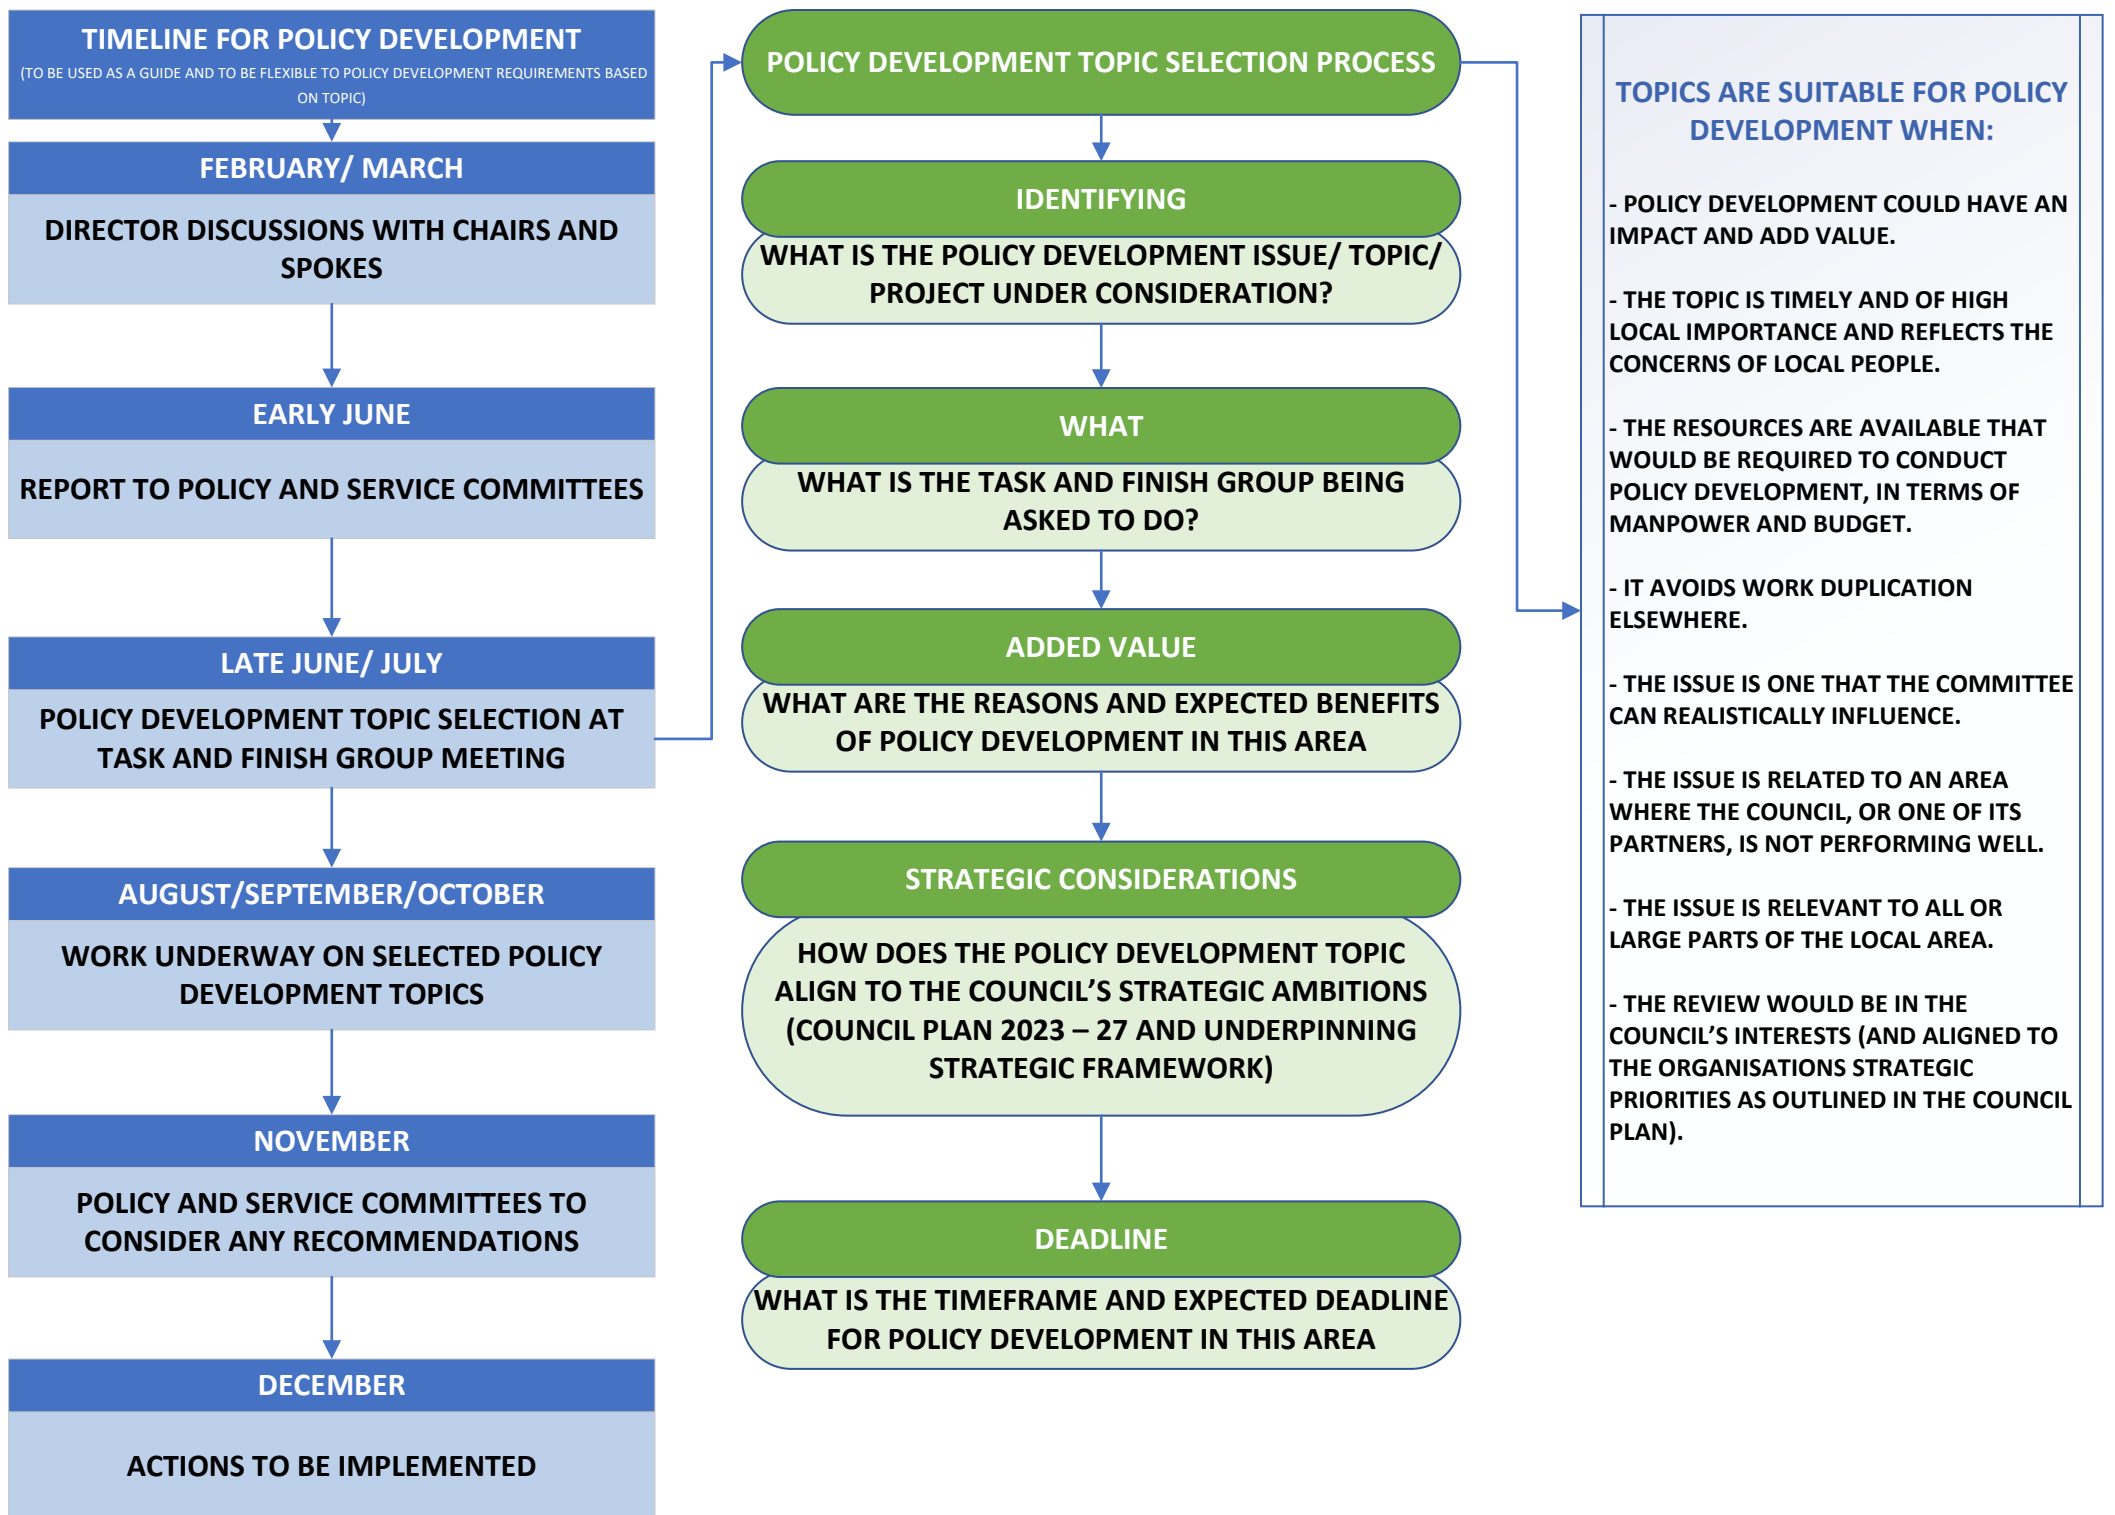 TIMELINE FOR POLICY DEVELOPMENT
(TO BE USED AS A GUIDE AND TO BE FLEXIBLE TO POLICY DEVELOPMENT REQUIREMENTS BASED
ON TOPIC)
FEBRUARY/ MARCH
DIRECTOR DISCUSSIONS WITH CHAIRS AND
SPOKES
EARLY JUNE
REPORT TO POLICY AND SERVICE COMMITTEES
LATE JUNE/ JULY
POLICY DEVELOPMENT TOPIC SELECTION AT
TASK AND FINISH GROUP MEETING
AUGUST/SEPTEMBER/OCTOBER
WORK UNDERWAY ON SELECTED POLICY
DEVELOPMENT TOPICS
NOVEMBER
POLICY AND SERVICE COMMITTEES TO
CONSIDER ANY RECOMMENDATIONS
DECEMBER
ACTIONS TO BE IMPLEMENTED
POLICY DEVELOPMENT TOPIC SELECTION PROCESS
IDENTIFYING
WHAT IS THE POLICY DEVELOPMENT ISSUE/ TOPIC/
PROJECT UNDER CONSIDERATION?
WHAT
WHAT IS THE TASK AND FINISH GROUP BEING
ASKED TO DO?
ADDED VALUE
WHAT ARE THE REASONS AND EXPECTED BENEFITS
OF POLICY DEVELOPMENT IN THIS AREA
STRATEGIC CONSIDERATIONS
HOW DOES THE POLICY DEVELOPMENT TOPIC
ALIGN TO THE COUNCIL’S STRATEGIC AMBITIONS
(COUNCIL PLAN 2023 – 27 AND UNDERPINNING
STRATEGIC FRAMEWORK)
DEADLINE
WHAT IS THE TIMEFRAME AND EXPECTED DEADLINE
FOR POLICY DEVELOPMENT IN THIS AREA
TOPICS ARE SUITABLE FOR POLICY
DEVELOPMENT WHEN:
- POLICY DEVELOPMENT COULD HAVE AN
IMPACT AND ADD VALUE.
- THE TOPIC IS TIMELY AND OF HIGH
LOCAL IMPORTANCE AND REFLECTS THE
CONCERNS OF LOCAL PEOPLE.
- THE RESOURCES ARE AVAILABLE THAT
WOULD BE REQUIRED TO CONDUCT
POLICY DEVELOPMENT, IN TERMS OF
MANPOWER AND BUDGET.
- IT AVOIDS WORK DUPLICATION
ELSEWHERE.
- THE ISSUE IS ONE THAT THE COMMITTEE
CAN REALISTICALLY INFLUENCE.
- THE ISSUE IS RELATED TO AN AREA
WHERE THE COUNCIL, OR ONE OF ITS
PARTNERS, IS NOT PERFORMING WELL.
- THE ISSUE IS RELEVANT TO ALL OR
LARGE PARTS OF THE LOCAL AREA.
- THE REVIEW WOULD BE IN THE
COUNCIL’S INTERESTS (AND ALIGNED TO
THE ORGANISATIONS STRATEGIC
PRIORITIES AS OUTLINED IN THE COUNCIL
PLAN).